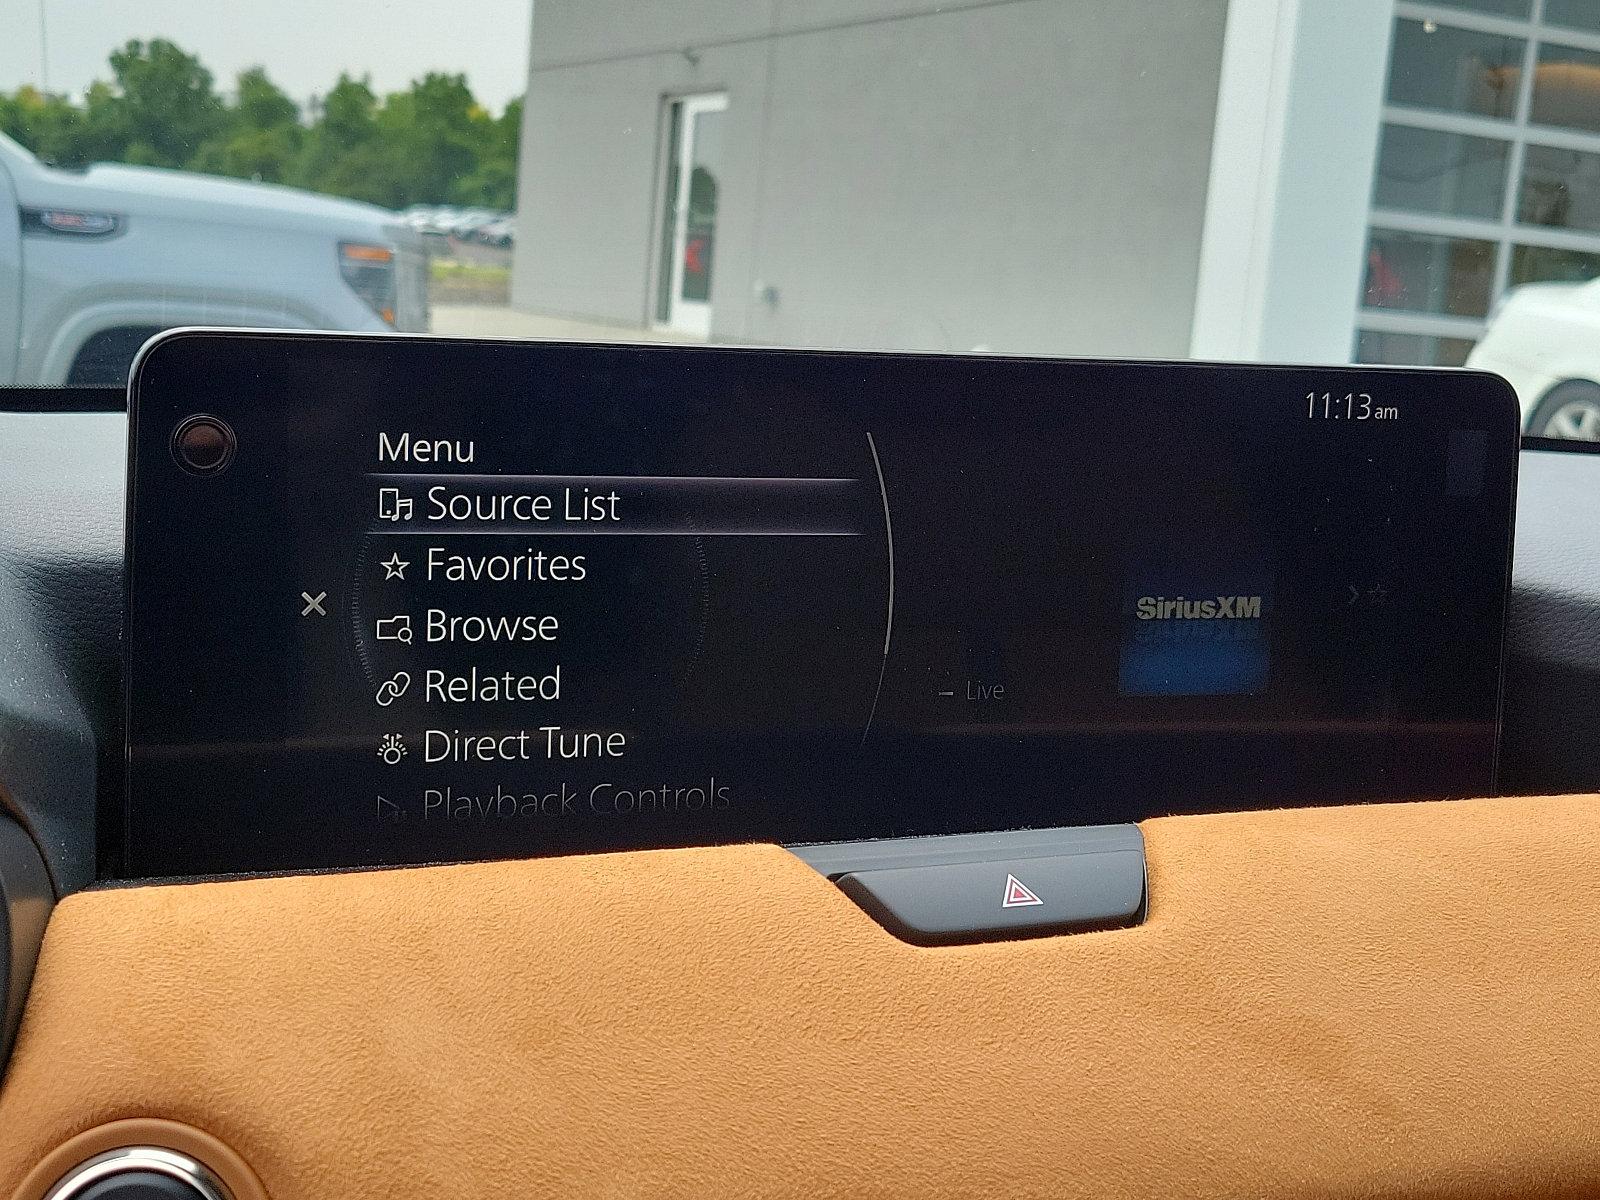 11:13am
Menu
Source List
Favorites
Browse
Related
Direct Tune
Playback Controls
SiriusXM
Live